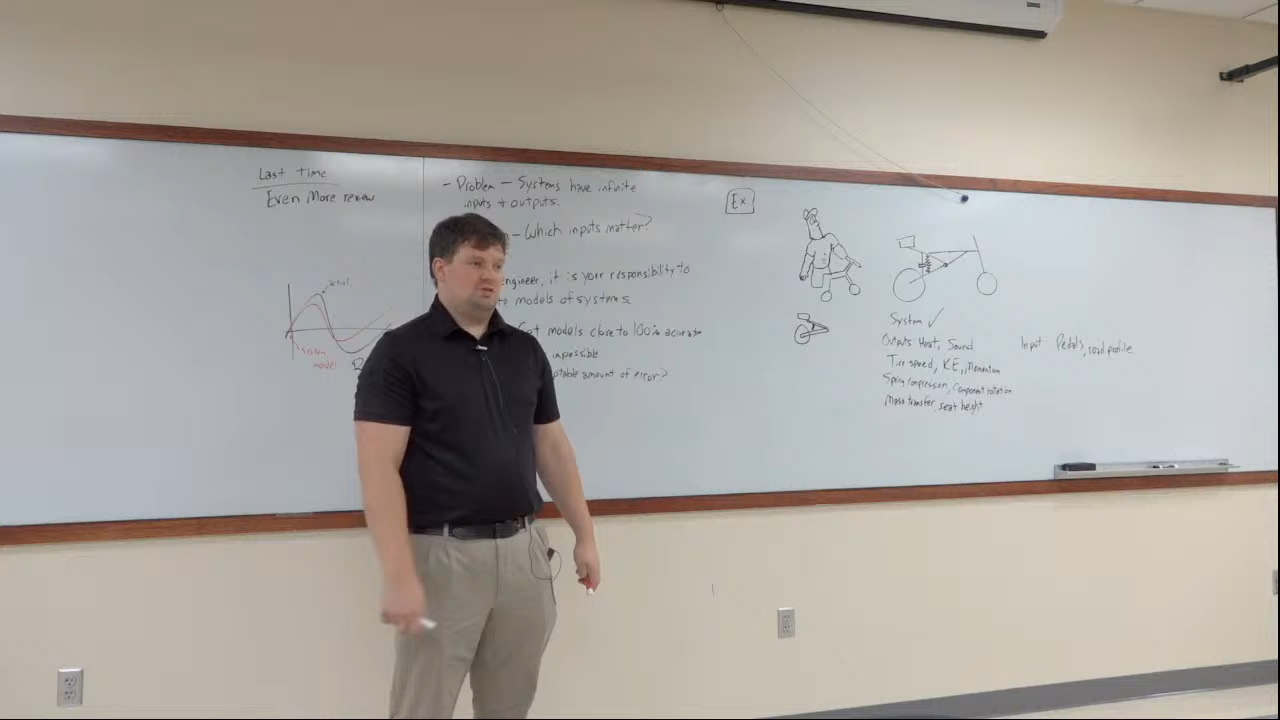 Last Time
Even More review
actual
System
model
- Problem - Systems have infinite
inputs + outputs.
- Which inputs matter?
engineer, it is your responsibility to
models of systems
Get models close to 100% accurate
impossible
amount of error?
Ex
System ✓
Outputs Heat, Sound
Tire speed, KE, Momentum
Spring compression, Component rotation
Mass transfer, seat height
Input Pedals, road profile